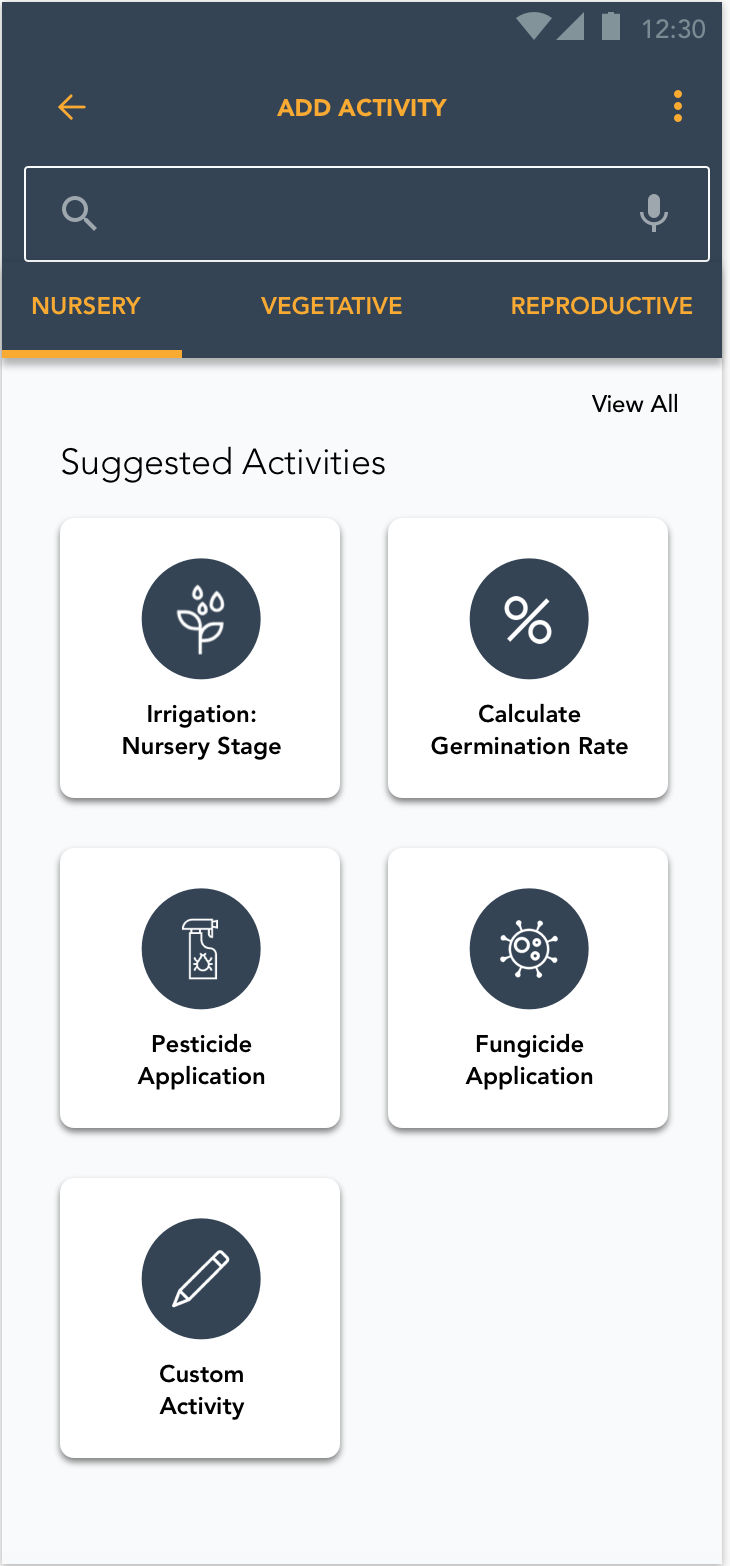 12:30
ADD ACTIVITY
NURSERY VEGETATIVE REPRODUCTIVE
View All
Suggested Activities
Irrigation:
Nursery Stage
Calculate
Germination Rate
Pesticide
Application
Fungicide
Application
Custom
Activity